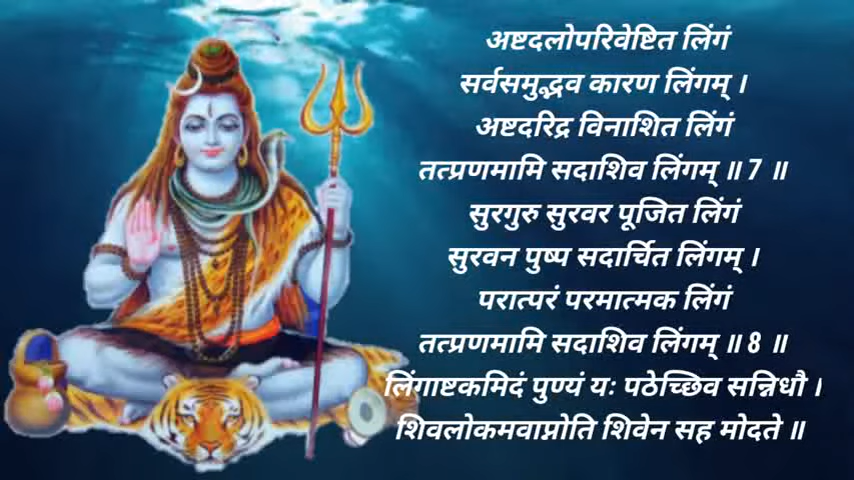 अष्टदलोपरिवेष्टित लिंगं
सर्वसमुद्भव कारण लिंगम् ।
अष्टदरिद्र विनाशित लिंगं
तत्प्रणमामि सदाशिव लिंगम् ॥ 7 ॥
सुरगुरु सुरवर पूजित लिंगं
सुरवन पुष्प सदार्चित लिंगम् ।
परात्परं परमात्मक लिंगं
तत्प्रणमामि सदाशिव लिंगम् ॥ 8 ॥
लिंगाष्टकमिदं पुण्यं यः पठेच्छिव सन्निधौ ।
शिवलोकमवाप्नोति शिवेन सह मोदते ॥